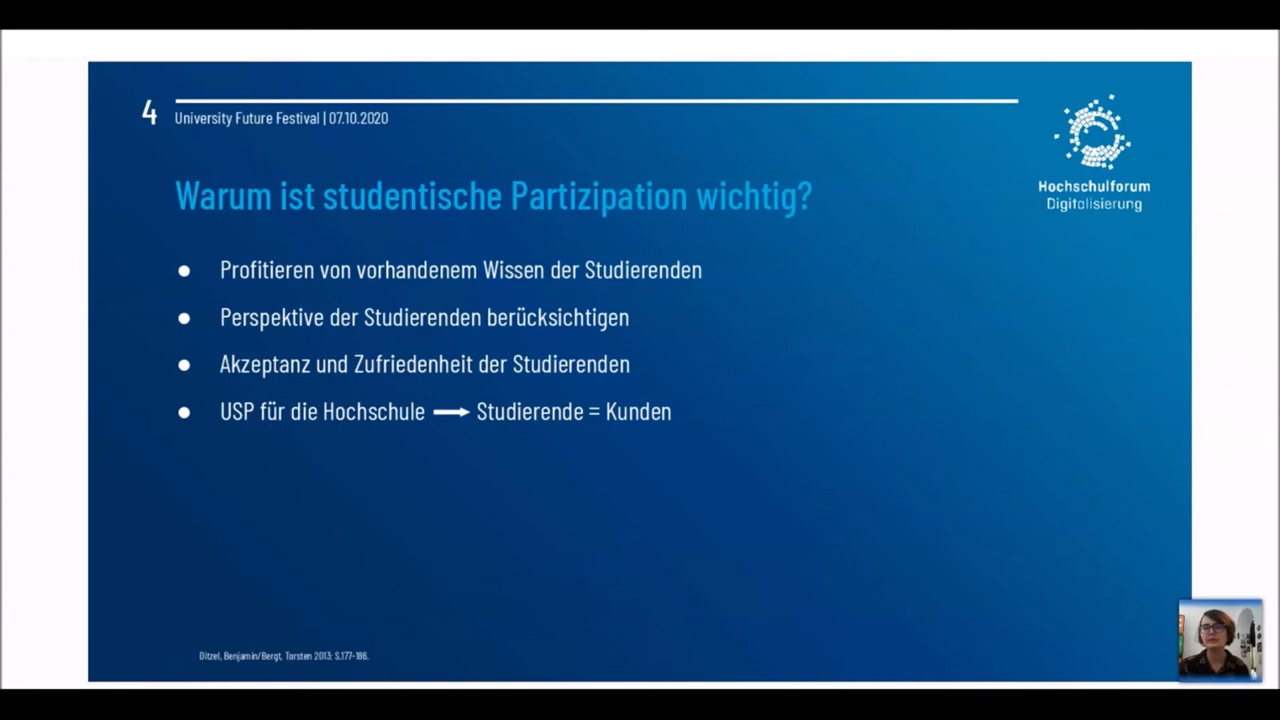 4
University Future Festival | 07.10.2020
Hochschulforum
Digitalisierung
Warum ist studentische Partizipation wichtig?
● Profitieren von vorhandenem Wissen der Studierenden
● Perspektive der Studierenden berücksichtigen
● Akzeptanz und Zufriedenheit der Studierenden
● USP für die Hochschule → Studierende = Kunden
Ditzel, Benjamin/Bergt, Torsten 2013: S.177-186.